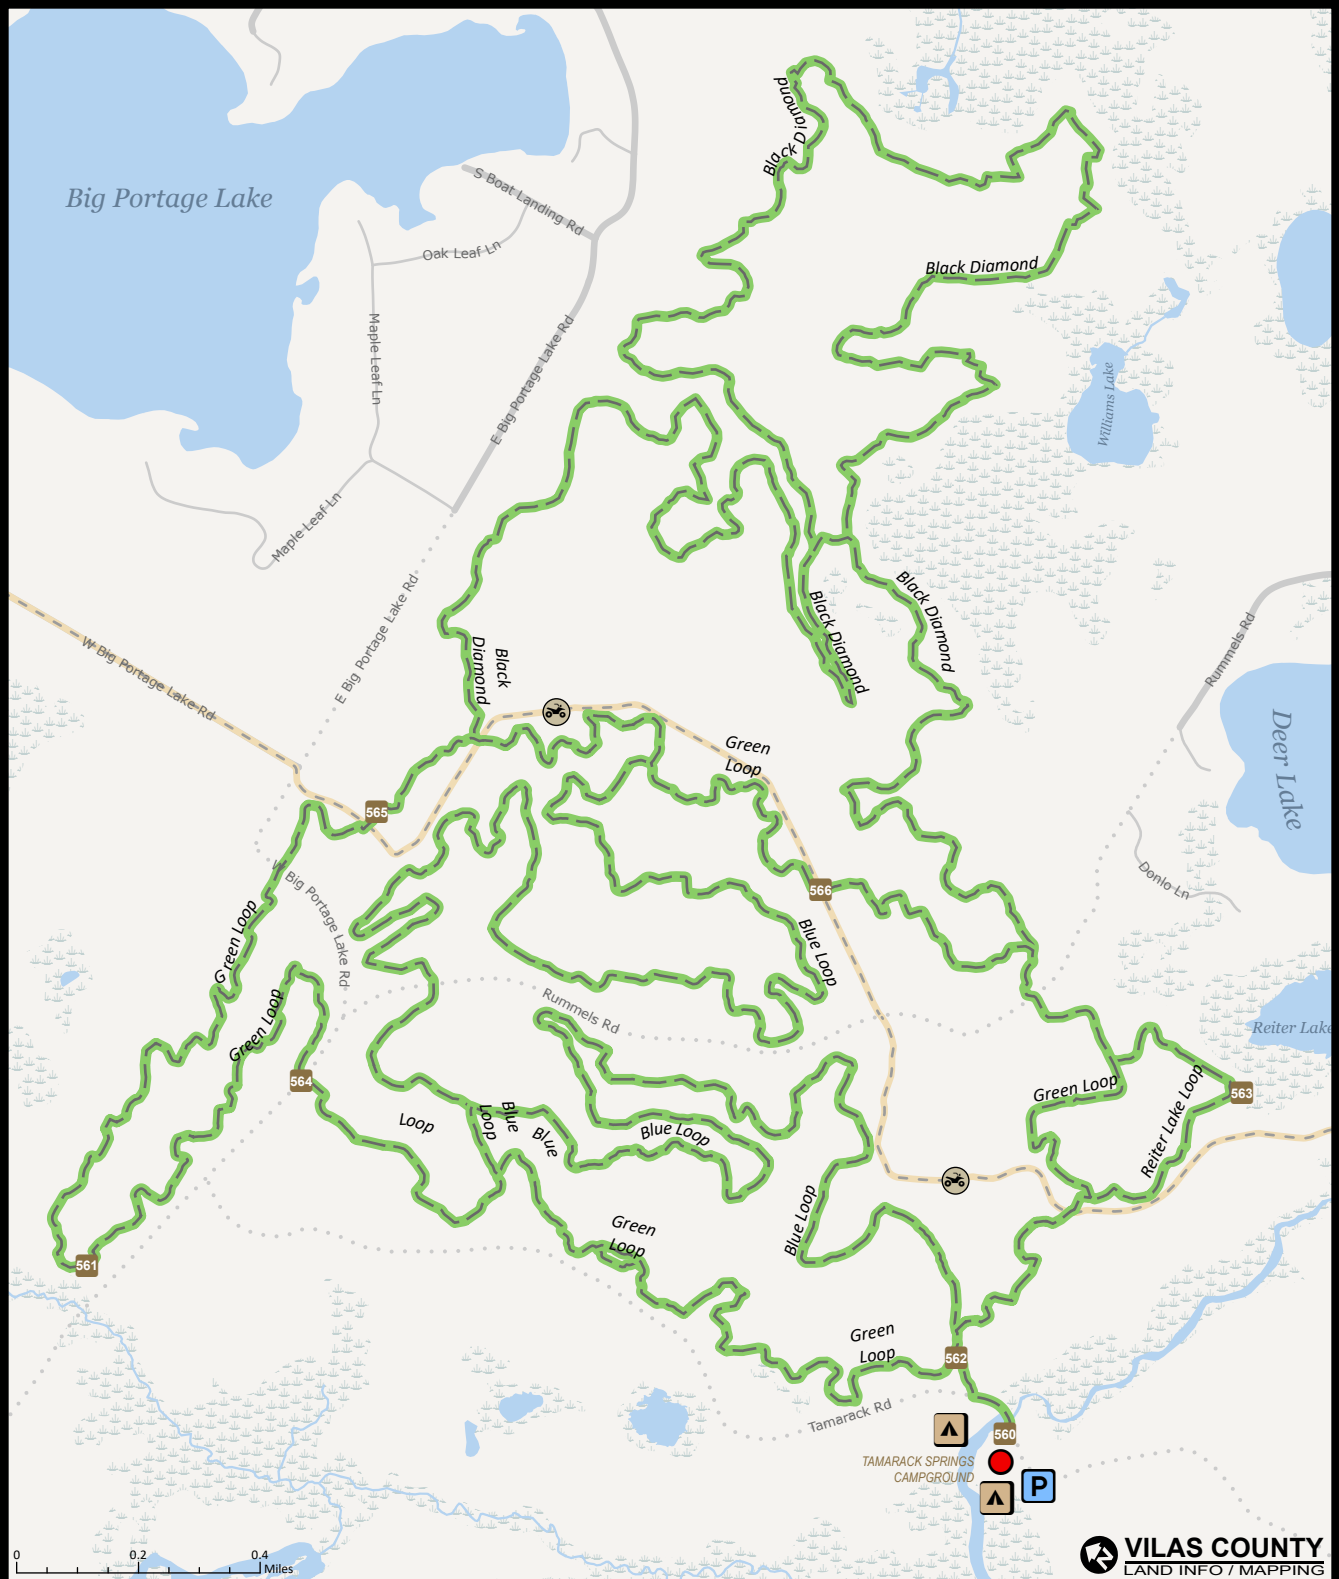 Black Diamond
Big Portage Lake
S Boat Landing Rd
Oak Leaf Ln
Black Diamond
Maple Leaf Ln
E Big Portage Lake Rd
Williams Lake
Maple Leaf Ln
E Big Portage Lake Rd
Black Diamond
Black Diamond
Rummels Rd
W Big Portage Lake Rd
Black
Diamond
Deer Lake
Green
Loop
565
W Big Portage Lake Rd
566
Donlo Ln
Green Loop
Blue Loop
Green Loop
Rummels Rd
Reiter Lake
564
Green Loop
563
Loop
Blue
Loop
Blue
Blue Loop
Reiter Lake Loop
Blue Loop
Green
Loop
561
Green
Loop
562
Tamarack Rd
560
TAMARACK SPRINGS
CAMPGROUND
P
0 0.2 0.4
Miles
VILAS COUNTY
LAND INFO / MAPPING